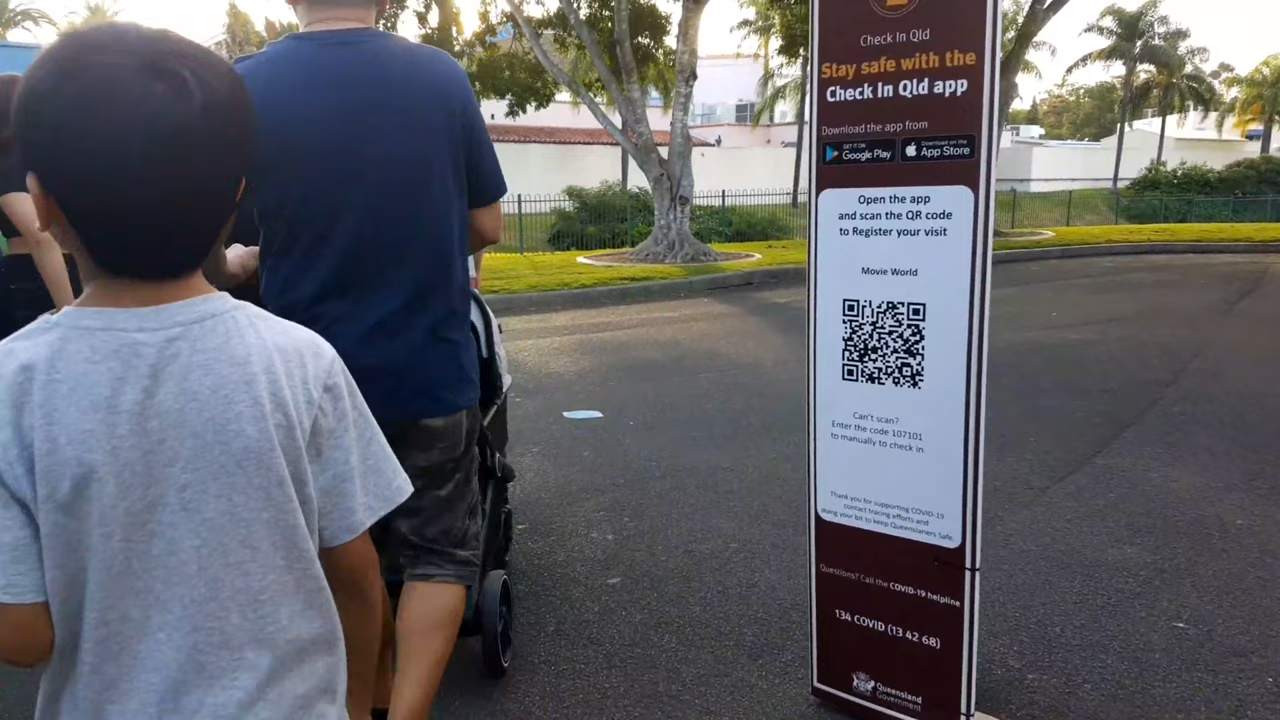 Check In Qld
Stay safe with the
Check In Qld app
Download the app from
GET IT ON
Google Play
Download on the
App Store
Open the app
and scan the QR code
to Register your visit
Movie World
Can't scan?
Enter the code 107101
to manually to check in
Thank you for supporting COVID-19
contact tracing efforts and
doing your bit to keep Queenslaners Safe.
Questions? Call the COVID-19 helpline
134 COVID (13 42 68)
Queensland
Government